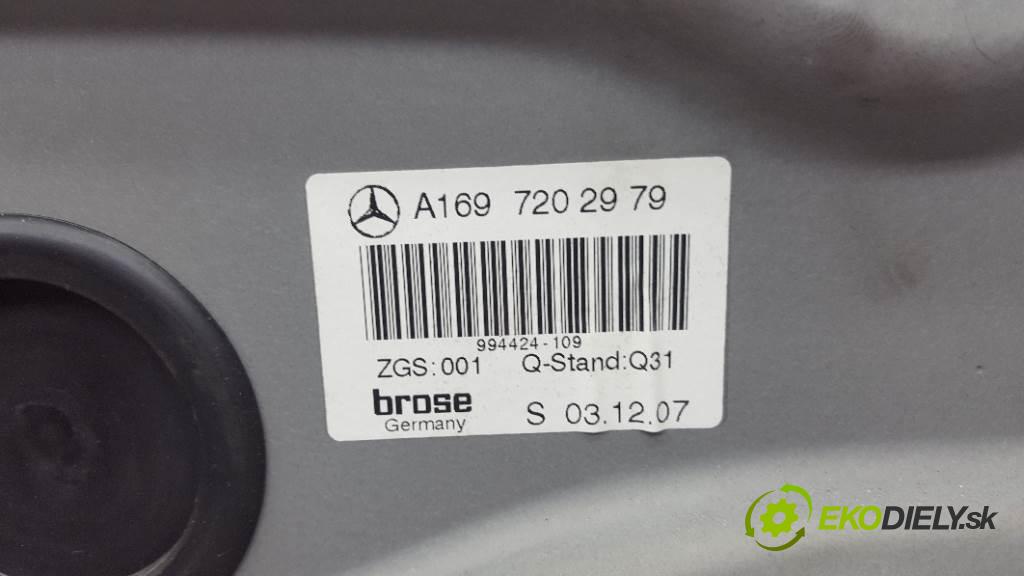 A169 720 29 79
994424-109
ZGS:001 Q-Stand:Q31
brose
Germany
S 03.12.07
EKODIELY.sk